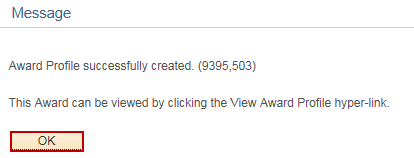 Message
Award Profile successfully created. (9395,503)
This Award can be viewed by clicking the View Award Profile hyper-link.
OK